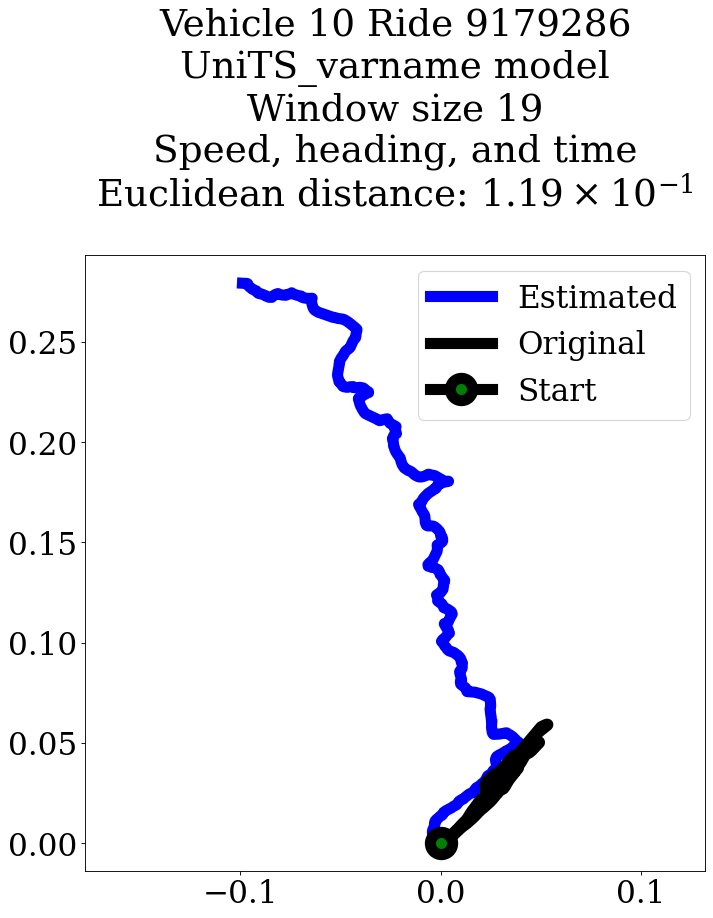 Vehicle 10 Ride 9179286
UniTS_varname model
Window size 19
Speed, heading, and time
Euclidean distance: 1.19 × 10⁻¹
Estimated
Original
Start
0.25
0.20
0.15
0.10
0.05
0.00
−0.1
0.0
0.1